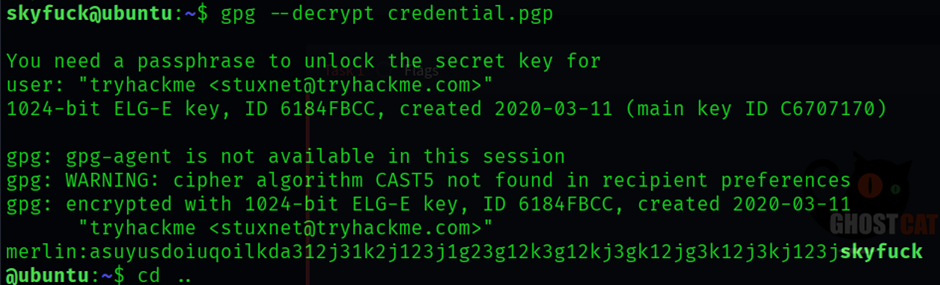 skyfuck@ubuntu:~$ gpg --decrypt credential.pgp
You need a passphrase to unlock the secret key for
user: "tryhackme <stuxnet@tryhackme.com>"
1024-bit ELG-E key, ID 6184FBCC, created 2020-03-11 (main key ID C6707170)
gpg: gpg-agent is not available in this session
gpg: WARNING: cipher algorithm CAST5 not found in recipient preferences
gpg: encrypted with 1024-bit ELG-E key, ID 6184FBCC, created 2020-03-11
"tryhackme <stuxnet@tryhackme.com>"
merlin:asuyusdoiuqoilkda312j31k2j123j1g23g12k3g12kj3gk12jg3k12j3kj123jskyfuck
@ubuntu:~$ cd ..
Flags
GHOSTCAT